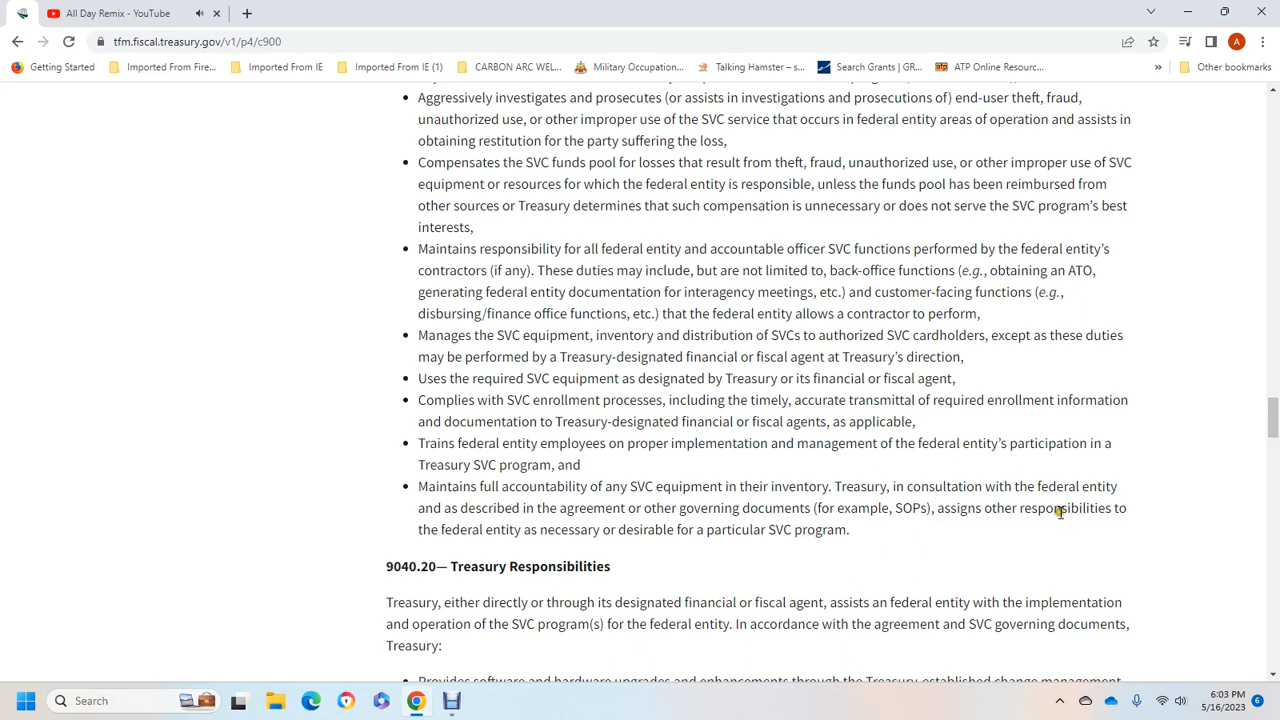 All Day Remix - YouTube
tfm.fiscal.treasury.gov/v1/p4/c900
A
Getting Started
Imported From Fire...
Imported From IE
Imported From IE (1)
CARBON ARC WEL...
Military Occupation...
Talking Hamster – s...
Search Grants | GR...
ATP Online Resourc...
»
Other bookmarks
• Aggressively investigates and prosecutes (or assists in investigations and prosecutions of) end-user theft, fraud,
unauthorized use, or other improper use of the SVC service that occurs in federal entity areas of operation and assists in
obtaining restitution for the party suffering the loss,
• Compensates the SVC funds pool for losses that result from theft, fraud, unauthorized use, or other improper use of SVC
equipment or resources for which the federal entity is responsible, unless the funds pool has been reimbursed from
other sources or Treasury determines that such compensation is unnecessary or does not serve the SVC program's best
interests,
• Maintains responsibility for all federal entity and accountable officer SVC functions performed by the federal entity's
contractors (if any). These duties may include, but are not limited to, back-office functions (e.g., obtaining an ATO,
generating federal entity documentation for interagency meetings, etc.) and customer-facing functions (e.g.,
disbursing/finance office functions, etc.) that the federal entity allows a contractor to perform,
• Manages the SVC equipment, inventory and distribution of SVCs to authorized SVC cardholders, except as these duties
may be performed by a Treasury-designated financial or fiscal agent at Treasury's direction,
• Uses the required SVC equipment as designated by Treasury or its financial or fiscal agent,
• Complies with SVC enrollment processes, including the timely, accurate transmittal of required enrollment information
and documentation to Treasury-designated financial or fiscal agents, as applicable,
• Trains federal entity employees on proper implementation and management of the federal entity's participation in a
Treasury SVC program, and
• Maintains full accountability of any SVC equipment in their inventory. Treasury, in consultation with the federal entity
and as described in the agreement or other governing documents (for example, SOPs), assigns other responsibilities to
the federal entity as necessary or desirable for a particular SVC program.
9040.20— Treasury Responsibilities
Treasury, either directly or through its designated financial or fiscal agent, assists an federal entity with the implementation
and operation of the SVC program(s) for the federal entity. In accordance with the agreement and SVC governing documents,
Treasury:
• Provides software and hardware upgrades and enhancements through the Treasury-established change management
Search
6:03 PM
5/16/2023
6